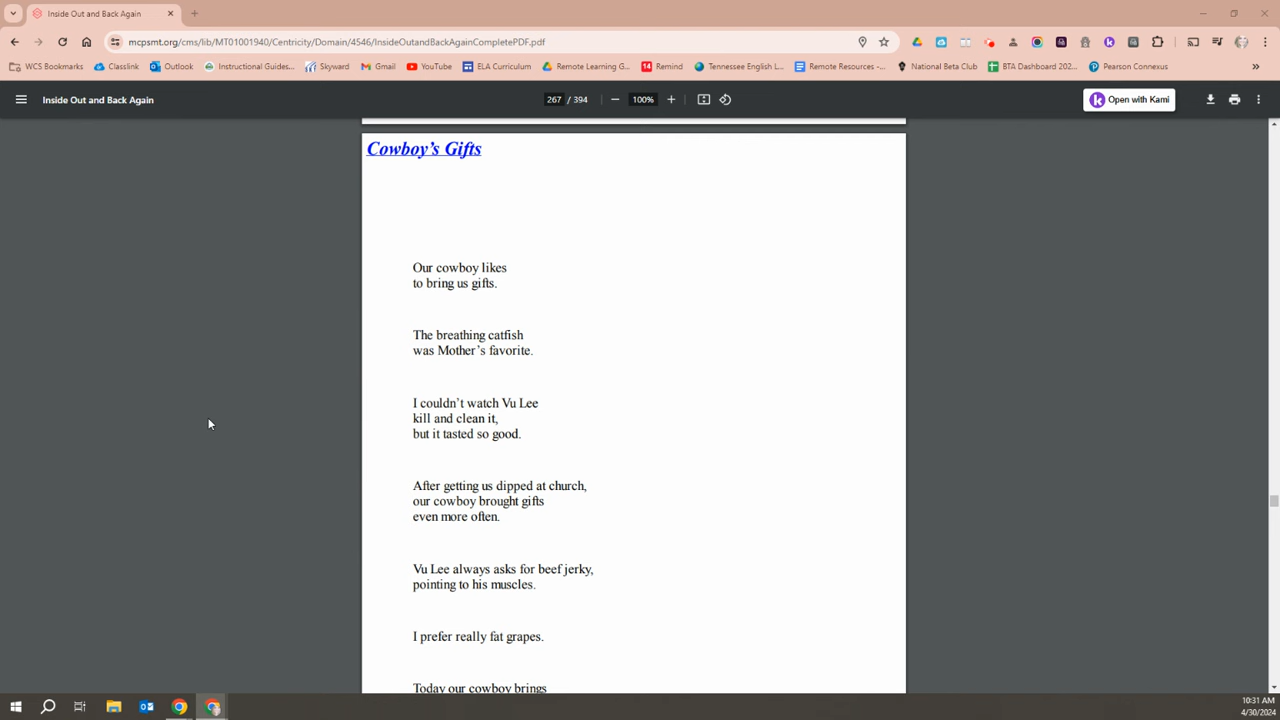 Inside Out and Back Again
mcpsmt.org/cms/lib/MT01001940/Centricity/Domain/4546/InsideOutandBackAgainCompletePDF.pdf
WCS Bookmarks Classlink Outlook Instructional Guides... Skyward Gmail YouTube ELA Curriculum Remote Learning G... Remind Tennessee English L... Remote Resources -... National Beta Club BTA Dashboard 202... Pearson Connexus
Inside Out and Back Again 267 / 394 100% Open with Kami
Cowboy's Gifts
Our cowboy likes
to bring us gifts.
The breathing catfish
was Mother's favorite.
I couldn't watch Vu Lee
kill and clean it,
but it tasted so good.
After getting us dipped at church,
our cowboy brought gifts
even more often.
Vu Lee always asks for beef jerky,
pointing to his muscles.
I prefer really fat grapes.
Today our cowboy brings
10:31 AM
4/30/2024